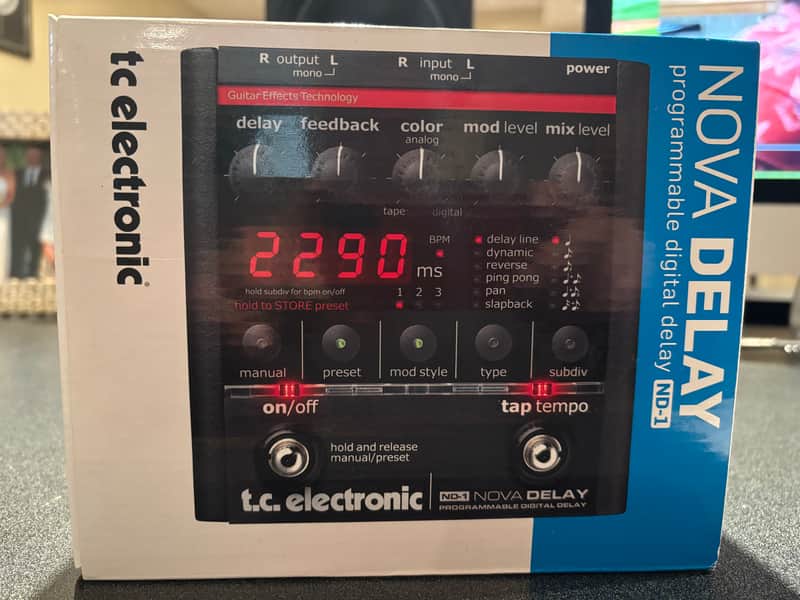 tc electronic
R output L
mono
R input L
mono
power
Guitar Effects Technology
delay feedback color mod level mix level
analog
tape digital
2290 ms
BPM
delay line
dynamic
reverse
ping pong
pan
slapback
hold subdiv for bpm on/off
1 2 3
hold to STORE preset
manual preset mod style type subdiv
on/off tap tempo
hold and release
manual/preset
t.c. electronic
ND-1 NOVA DELAY
PROGRAMMABLE DIGITAL DELAY
NOVA DELAY
programmable digital delay ND-1